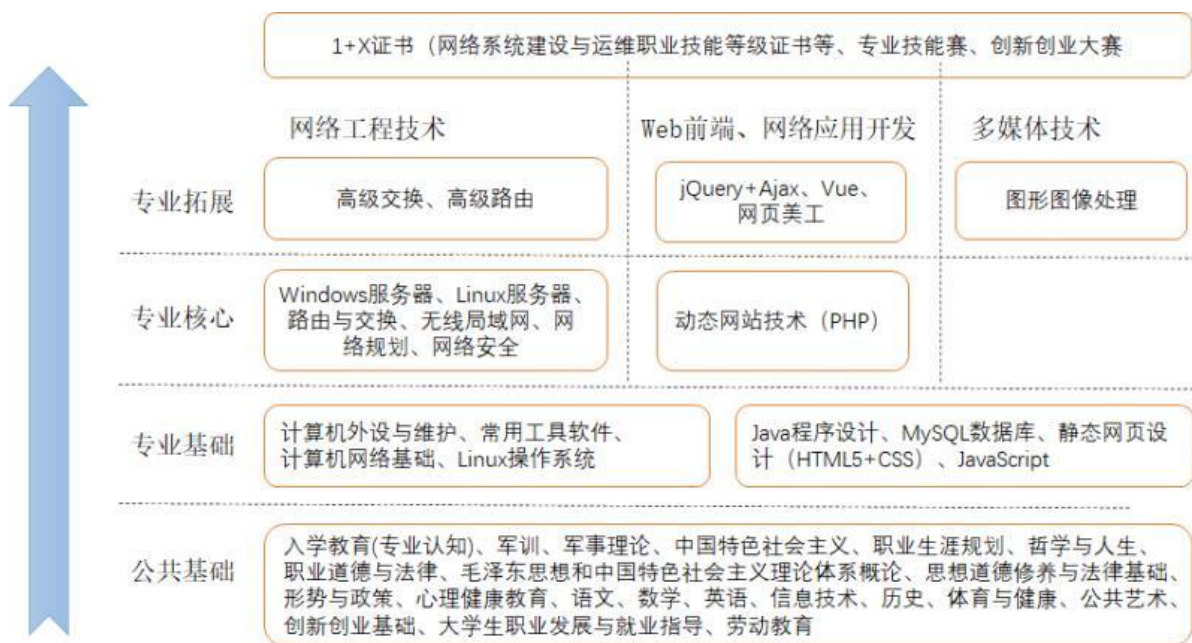 1+X证书（网络系统建设与运维职业技能等级证书等、专业技能赛、创新创业大赛
网络工程技术
Web前端、网络应用开发
多媒体技术
专业拓展
高级交换、高级路由
jQuery+Ajax、Vue、
网页美工
图形图像处理
专业核心
Windows服务器、Linux服务器、
路由与交换、无线局域网、网
络规划、网络安全
动态网站技术（PHP）
专业基础
计算机外设与维护、常用工具软件、
计算机网络基础、Linux操作系统
Java程序设计、MySQL数据库、静态网页设
计（HTML5+CSS）、JavaScript
公共基础
入学教育(专业认知)、军训、军事理论、中国特色社会主义、职业生涯规划、哲学与人生、
职业道德与法律、毛泽东思想和中国特色社会主义理论体系概论、思想道德修养与法律基础、
形势与政策、心理健康教育、语文、数学、英语、信息技术、历史、体育与健康、公共艺术、
创新创业基础、大学生职业发展与就业指导、劳动教育